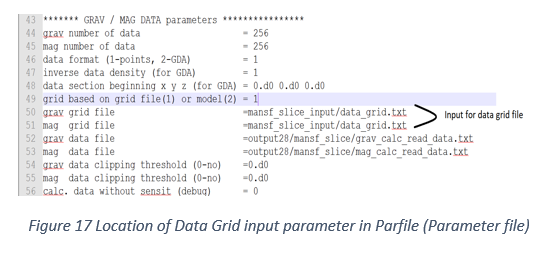 43 ******* GRAV / MAG DATA parameters ****************
44 grav number of data = 256
45 mag number of data = 256
46 data format (1-points, 2-GDA) = 1
47 inverse data density (for GDA) = 1
48 data section beginning x y z (for GDA) = 0.d0 0.d0 0.d0
49 grid based on grid file(1) or model(2) = 1
50 grav grid file =mansf_slice_input/data_grid.txt
51 mag grid file =mansf_slice_input/data_grid.txt
Input for data grid file
52 grav data file =output28/mansf_slice/grav_calc_read_data.txt
53 mag data file =output28/mansf_slice/mag_calc_read_data.txt
54 grav data clipping threshold (0-no) =0.d0
55 mag data clipping threshold (0-no) =0.d0
56 calc. data without sensit (debug) = 0
Figure 17 Location of Data Grid input parameter in Parfile (Parameter file)